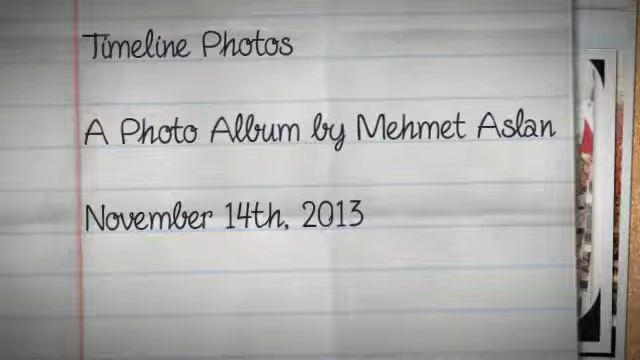 Timeline Photos
A Photo Album by Mehmet Aslan
November 14th, 2013